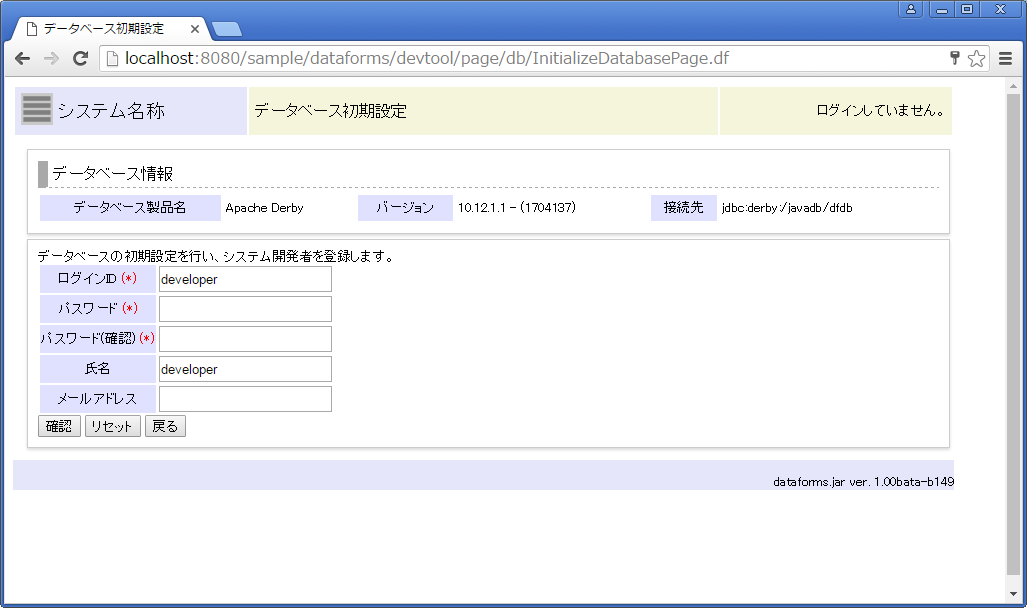 データベース初期設定
localhost:8080/sample/dataforms/devtool/page/db/InitializeDatabasePage.df
システム名称 データベース初期設定 ログインしていません。
データベース情報
データベース製品名 Apache Derby バージョン 10.12.1.1 - (1704137) 接続先 jdbc:derby:/javadb/dfdb
データベースの初期設定を行い、システム開発者を登録します。
ログインID (*) developer
パスワード (*)
パスワード(確認) (*)
氏名 developer
メールアドレス
確認 リセット 戻る
dataforms.jar ver. 1.00bata-b149